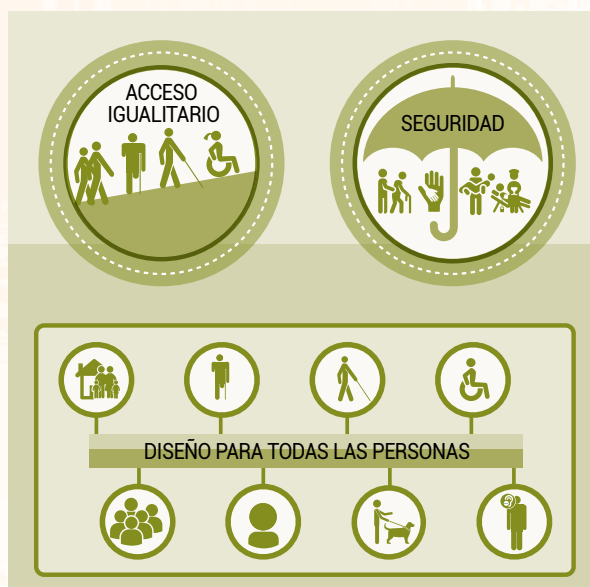 ACCESO
IGUALITARIO
SEGURIDAD
DISEÑO PARA TODAS LAS PERSONAS